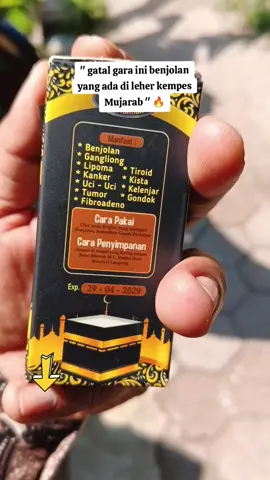 " gatal gara ini benjolan
yang ada di leher kempes
Mujarab " 🔥
Manfaat :
★ Benjolan
★ Gangliong
★ Lipoma
★ Kanker
★ Uci - Uci
★ Tumor
★ Fibroadeno
★ Tiroid
★ Kista
★ Kelenjar
★ Gondok
Cara Pakai
Cara Penyimpanan
Exp. 29 - 04 - 2029